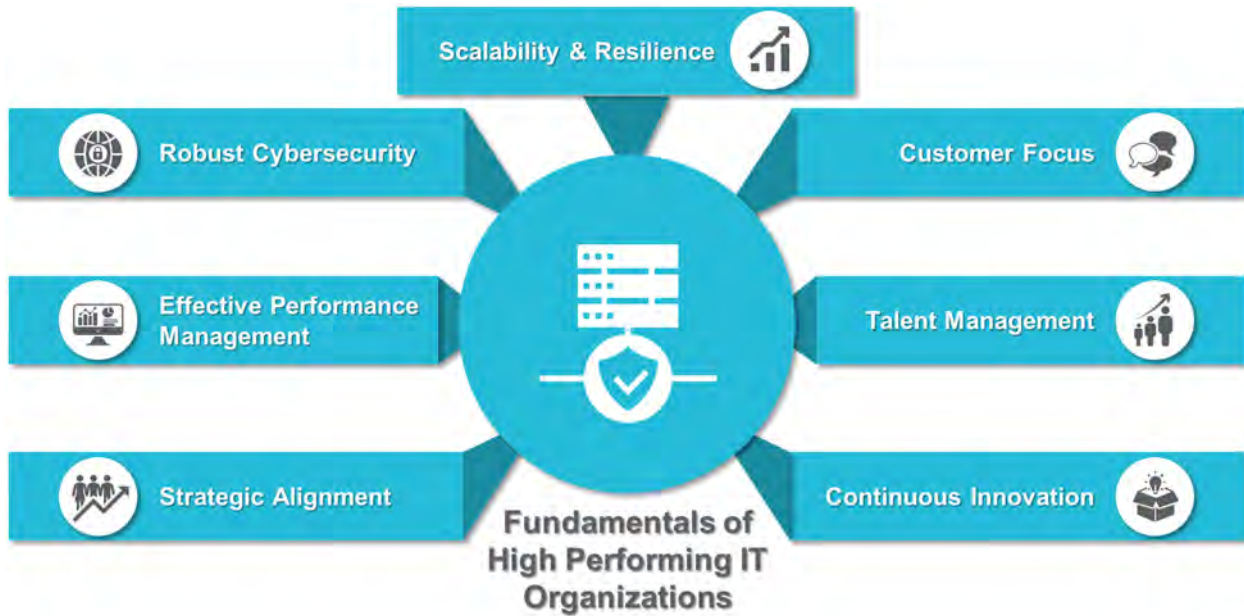 Scalability & Resilience
Robust Cybersecurity
Customer Focus
Effective Performance
Management
Talent Management
Strategic Alignment
Continuous Innovation
Fundamentals of
High Performing IT
Organizations